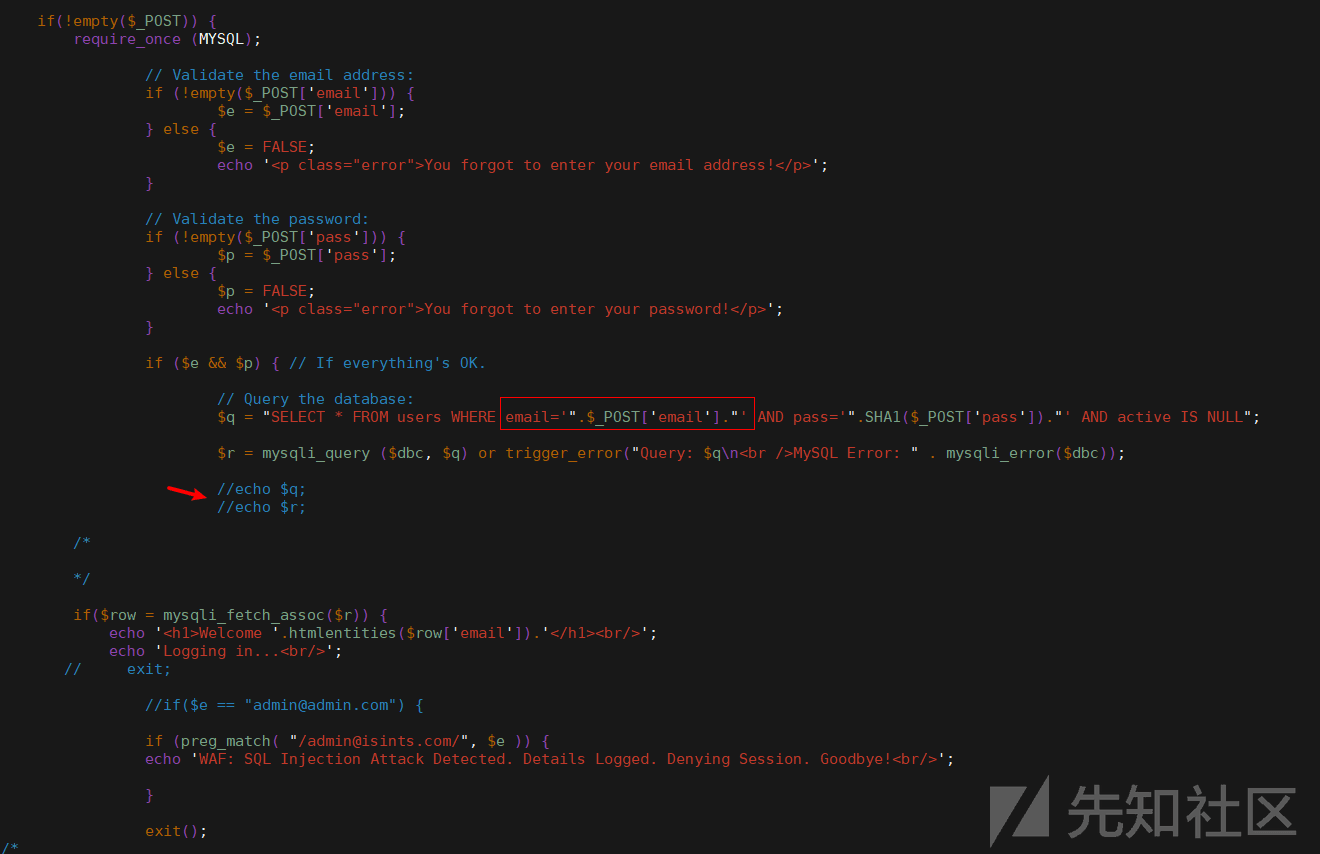 if(!empty($_POST)) {
require_once (MYSQL);
// Validate the email address:
if (!empty($_POST['email'])) {
$e = $_POST['email'];
} else {
$e = FALSE;
echo '<p class="error">You forgot to enter your email address!</p>';
}
// Validate the password:
if (!empty($_POST['pass'])) {
$p = $_POST['pass'];
} else {
$p = FALSE;
echo '<p class="error">You forgot to enter your password!</p>';
}
if ($e && $p) { // If everything's OK.
// Query the database:
$q = "SELECT * FROM users WHERE email='".$_POST['email']."' AND pass='".SHA1($_POST['pass'])."' AND active IS NULL";
$r = mysqli_query ($dbc, $q) or trigger_error("Query: $q\n<br />MySQL Error: " . mysqli_error($dbc));
//echo $q;
//echo $r;
/*
*/
if($row = mysqli_fetch_assoc($r)) {
echo '<h1>Welcome '.htmlentities($row['email']).'</h1><br/>';
echo 'Logging in...<br/>';
// exit;
//if($e == "admin@admin.com") {
if (preg_match( "/admin@isints.com/", $e )) {
echo 'WAF: SQL Injection Attack Detected. Details Logged. Denying Session. Goodbye!<br/>';
}
exit();
/*
先知社区